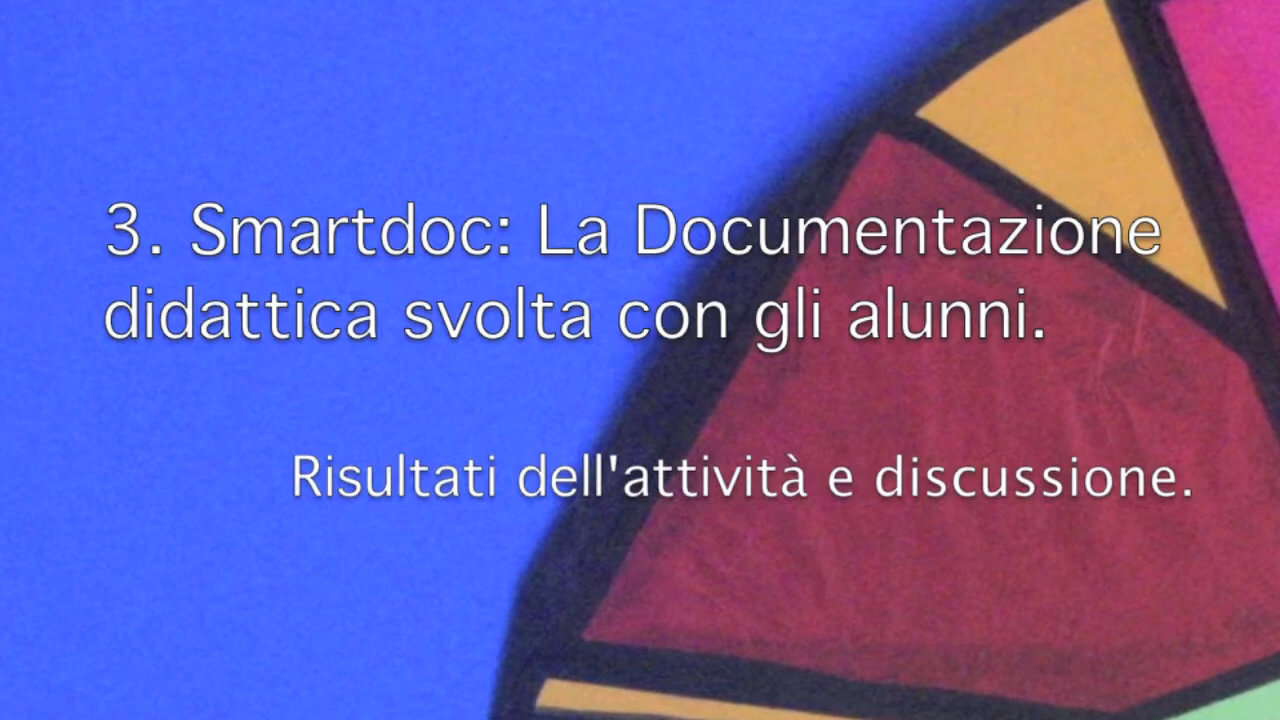 3. Smartdoc: La Documentazione
didattica svolta con gli alunni.
Risultati dell'attività e discussione.